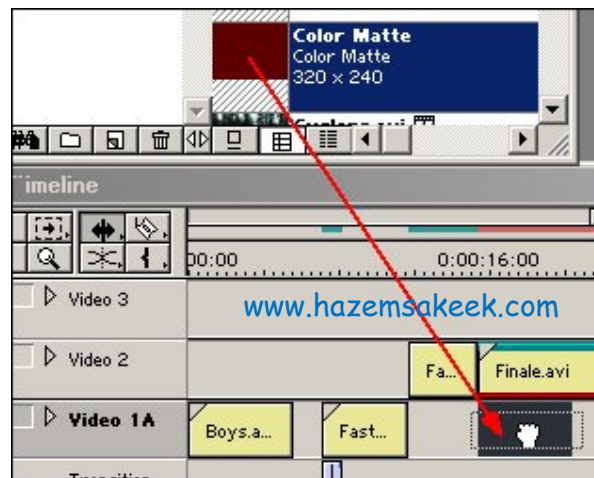 Color Matte
Color Matte
320 x 240
Timeline
00:00 0:00:16:00
Video 3
www.hazemsakeek.com
Video 2
Fa... Finale.avi
Video 1A
Boys.a... Fast...